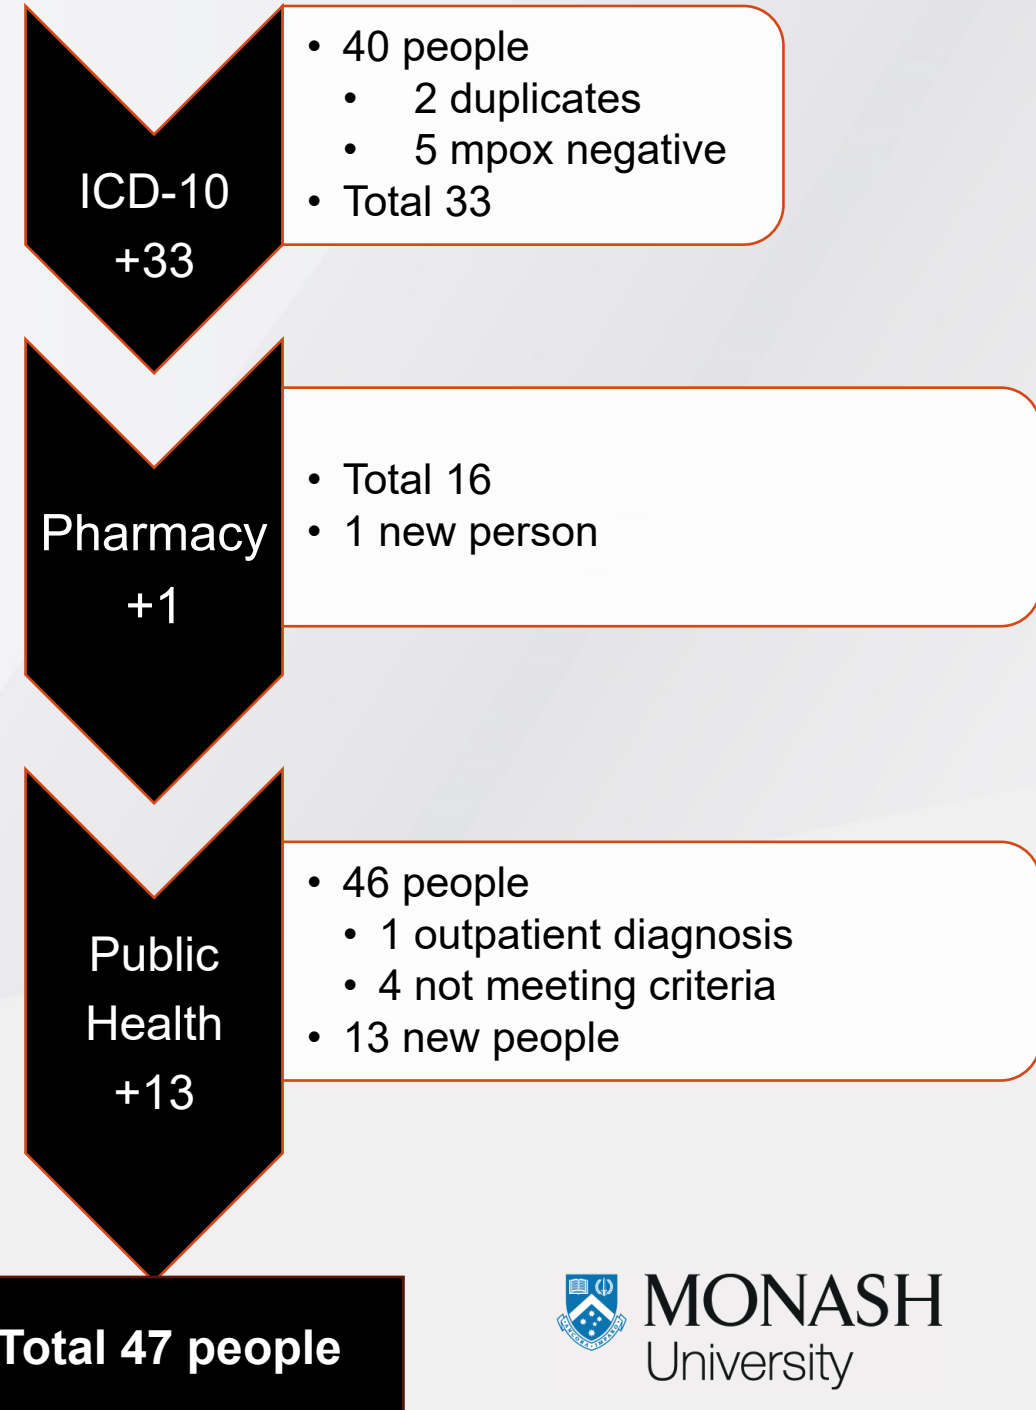 ICD-10
+33
• 40 people
• 2 duplicates
• 5 mpox negative
• Total 33
Pharmacy
+1
• Total 16
• 1 new person
Public
Health
+13
• 46 people
• 1 outpatient diagnosis
• 4 not meeting criteria
• 13 new people
Total 47 people
MONASH
University